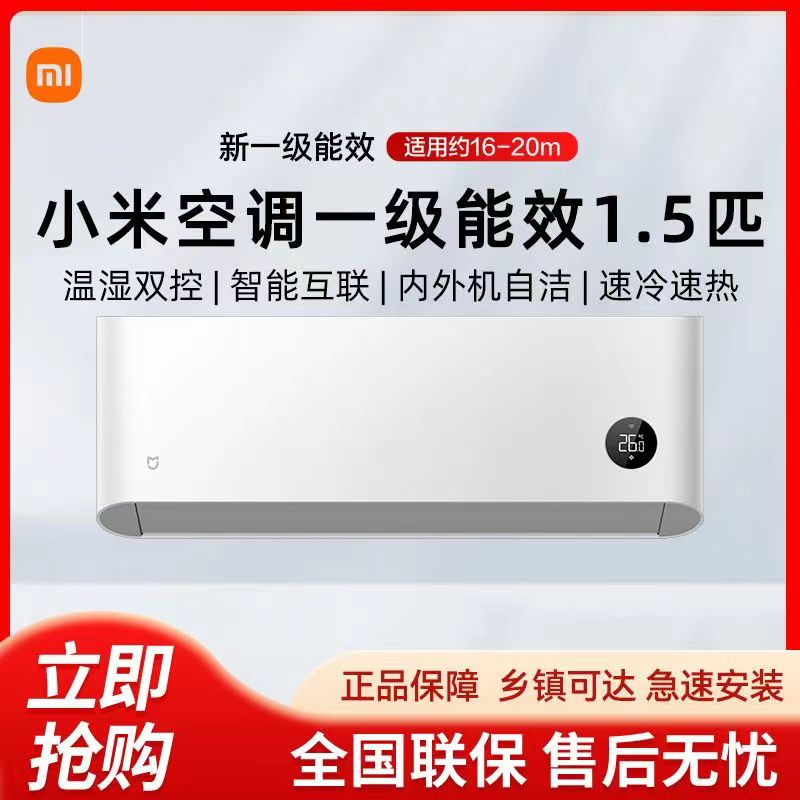 mi
新一级能效 适用约16-20m
小米空调一级能效1.5匹
温湿双控 | 智能互联 | 内外机自洁 | 速冷速热
26.0 ℃
立即
抢购
正品保障 乡镇可达 急速安装
全国联保 售后无忧